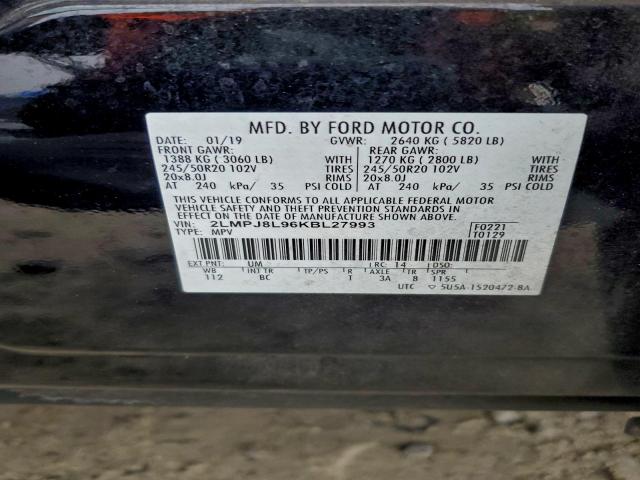 MFD. BY FORD MOTOR CO.
DATE: 01/19 GVWR: 2640 KG ( 5820 LB)
FRONT GAWR: REAR GAWR:
1388 KG ( 3060 LB) WITH 1270 KG ( 2800 LB) WITH
245/50R20 102V TIRES 245/50R20 102V TIRES
20x8.0J RIMS 20x8.0J RIMS
AT 240 kPa/ 35 PSI COLD AT 240 kPa/ 35 PSI COLD
THIS VEHICLE CONFORMS TO ALL APPLICABLE FEDERAL MOTOR
VEHICLE SAFETY AND THEFT PREVENTION STANDARDS IN
EFFECT ON THE DATE OF MANUFACTURE SHOWN ABOVE.
VIN: 2LMPJ8L96KBL27993 F0221
TYPE: MPV T0129
EXT PNT: UM RC: 14 DSO:
WB INT TR TP/PS R AXLE TR SPR
112 BC T 3A 8 1155
UTC ▽ 5U5A-1520472-BA